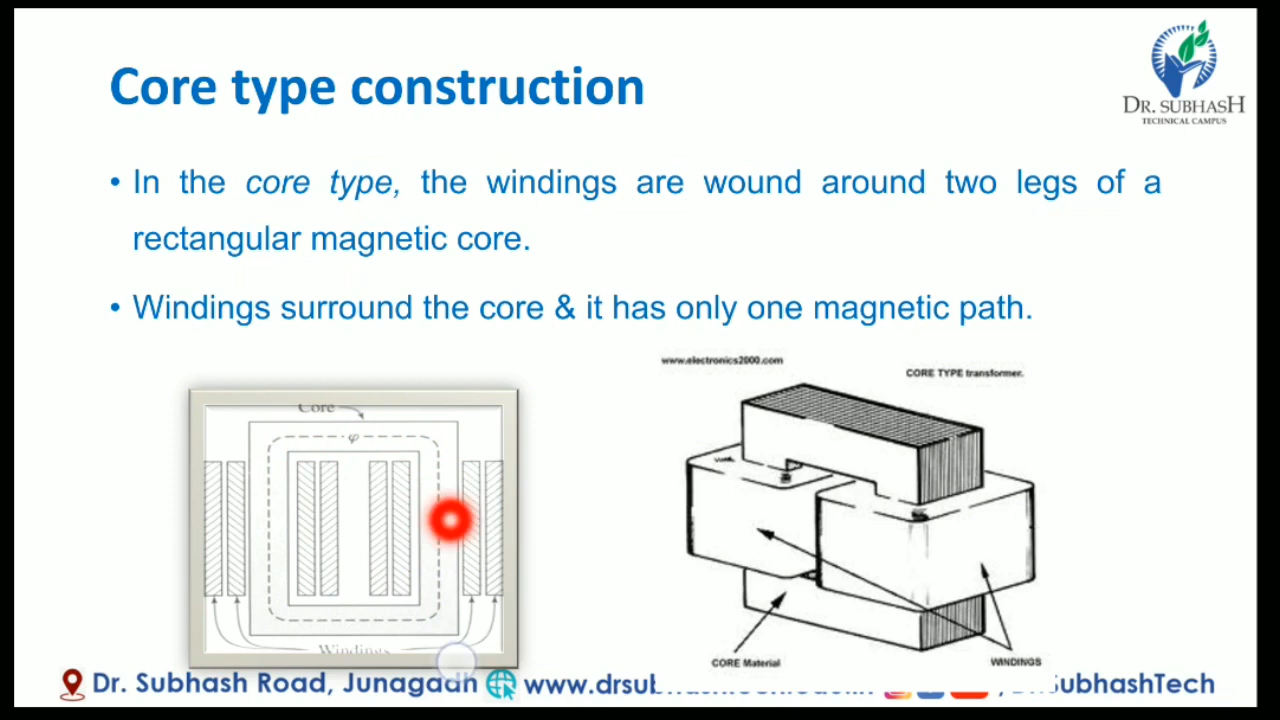 Core type construction
DR. SUBHASH
TECHNICAL CAMPUS
• In the core type, the windings are wound around two legs of a
rectangular magnetic core.
• Windings surround the core & it has only one magnetic path.
www.electronics2000.com
CORE TYPE transformer.
Core
φ
Windings
CORE Material
WINDINGS
Dr. Subhash Road, Junagadh